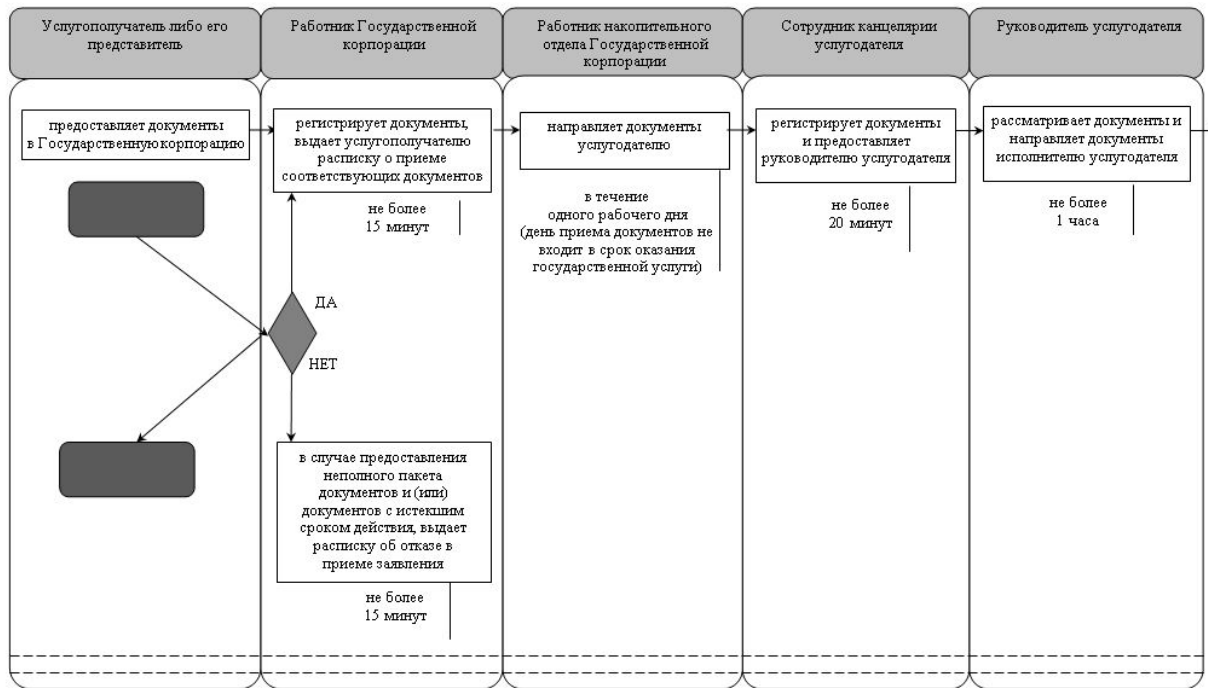 Услугополучатель либо его
представитель
Работник Государственной
корпорации
Работник накопительного
отдела Государственной
корпорации
Сотрудник канцелярии
услугодателя
Руководитель услугодателя
предоставляет документы
в Государственную корпорацию
регистрирует документы,
выдает услугополучателю
расписку о приеме
соответствующих документов
не более
15 минут
направляет документы
услугодателю
в течение
одного рабочего дня
(день приема документов не
входит в срок оказания
государственной услуги)
регистрирует документы
и предоставляет
руководителю услугодателя
не более
20 минут
рассматривает документы и
направляет документы
исполнителю услугодателя
не более
1 часа
ДА
НЕТ
в случае предоставления
неполного пакета
документов и (или)
документов с истекшим
сроком действия, выдает
расписку об отказе в
приеме заявления
не более
15 минут